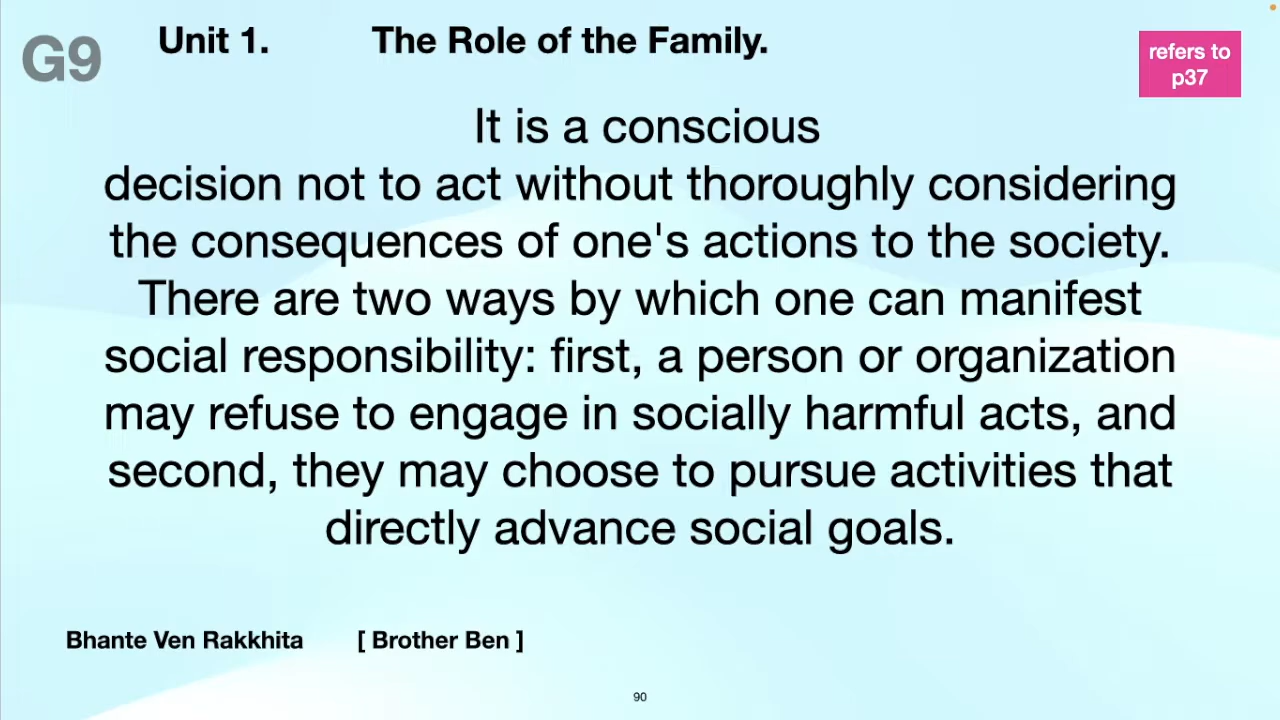 G9
Unit 1. The Role of the Family.
refers to
p37
It is a conscious
decision not to act without thoroughly considering
the consequences of one's actions to the society.
There are two ways by which one can manifest
social responsibility: first, a person or organization
may refuse to engage in socially harmful acts, and
second, they may choose to pursue activities that
directly advance social goals.
Bhante Ven Rakkhita [ Brother Ben ]
90